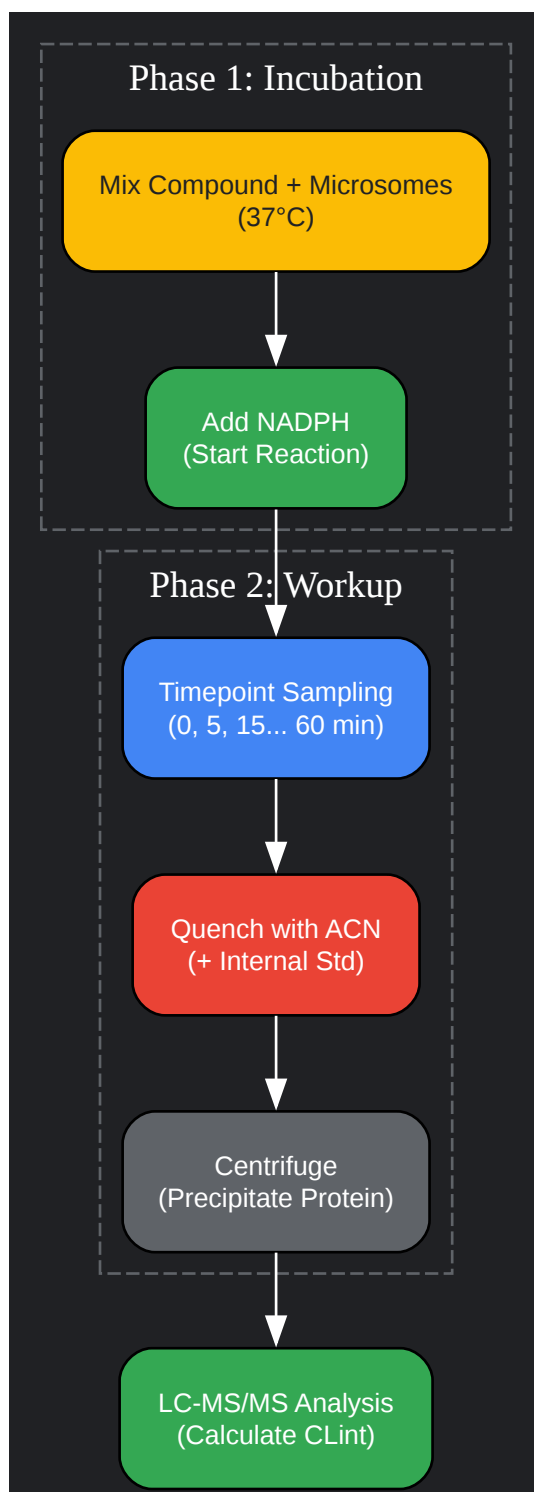 Phase 1: Incubation
Mix Compound + Microsomes
(37°C)
Add NADPH
(Start Reaction)
Phase 2: Workup
Timepoint Sampling
(0, 5, 15... 60 min)
Quench with ACN
(+ Internal Std)
Centrifuge
(Precipitate Protein)
LC-MS/MS Analysis
(Calculate CLint)